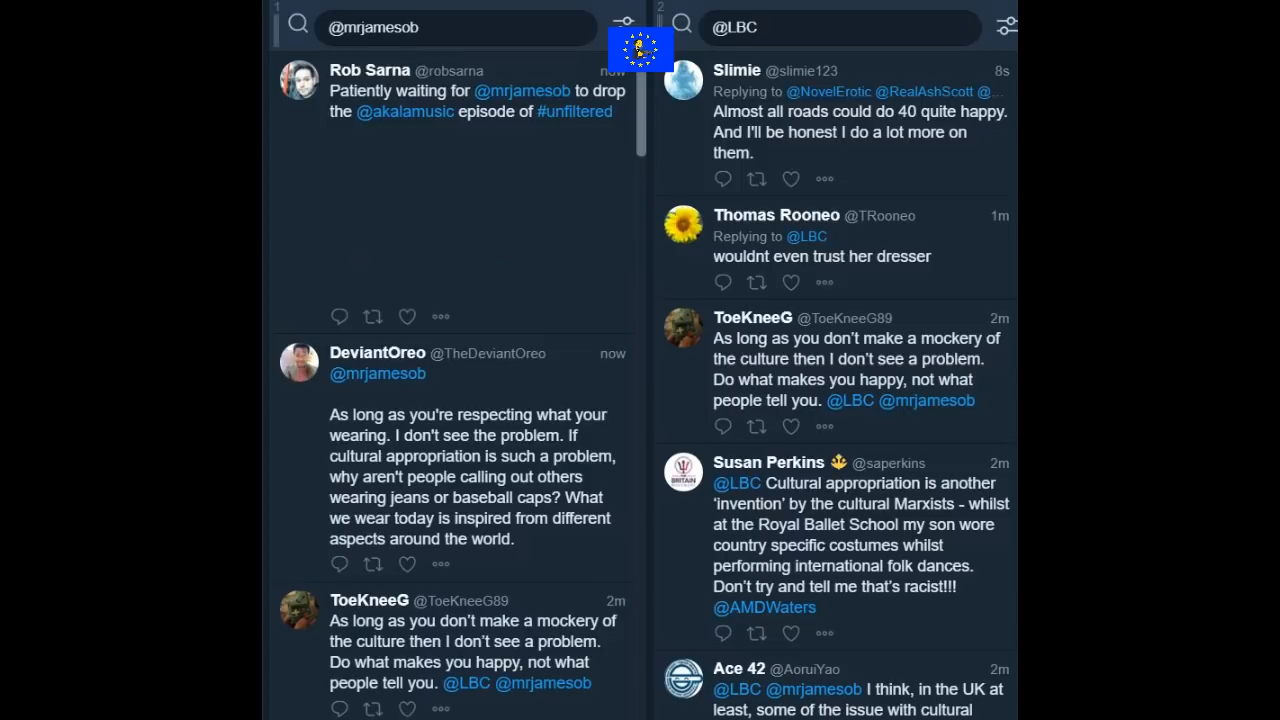 1
@mrjamesob
Rob Sarna @robsarna now
Patiently waiting for @mrjamesob to drop
the @akalamusic episode of #unfiltered
DeviantOreo @TheDeviantOreo now
@mrjamesob
As long as you're respecting what your
wearing. I don't see the problem. If
cultural appropriation is such a problem,
why aren't people calling out others
wearing jeans or baseball caps? What
we wear today is inspired from different
aspects around the world.
ToeKneeG @ToeKneeG89 2m
As long as you don’t make a mockery of
the culture then I don’t see a problem.
Do what makes you happy, not what
people tell you. @LBC @mrjamesob
2
@LBC
Slimie @slimie123 8s
Replying to @NovelErotic @RealAshScott @...
Almost all roads could do 40 quite happy.
And I'll be honest I do a lot more on
them.
Thomas Rooneo @TRooneo 1m
Replying to @LBC
wouldnt even trust her dresser
ToeKneeG @ToeKneeG89 2m
As long as you don’t make a mockery of
the culture then I don’t see a problem.
Do what makes you happy, not what
people tell you. @LBC @mrjamesob
Susan Perkins @saperkins 2m
@LBC Cultural appropriation is another
‘invention’ by the cultural Marxists - whilst
at the Royal Ballet School my son wore
country specific costumes whilst
performing international folk dances.
Don’t try and tell me that’s racist!!!
@AMDWaters
BRITAIN
Ace 42 @AoruiYao 2m
@LBC @mrjamesob I think, in the UK at
least, some of the issue with cultural